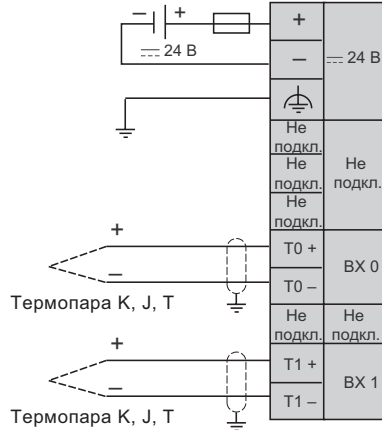 − +
24 В
+
−
24 В
Не
подкл.
Не
подкл.
Не
подкл.
Не
подкл.
+
−
T0 +
T0 −
ВХ 0
Термопара K, J, T
Не
подкл.
Не
подкл.
+
−
T1 +
T1 −
ВХ 1
Термопара K, J, T